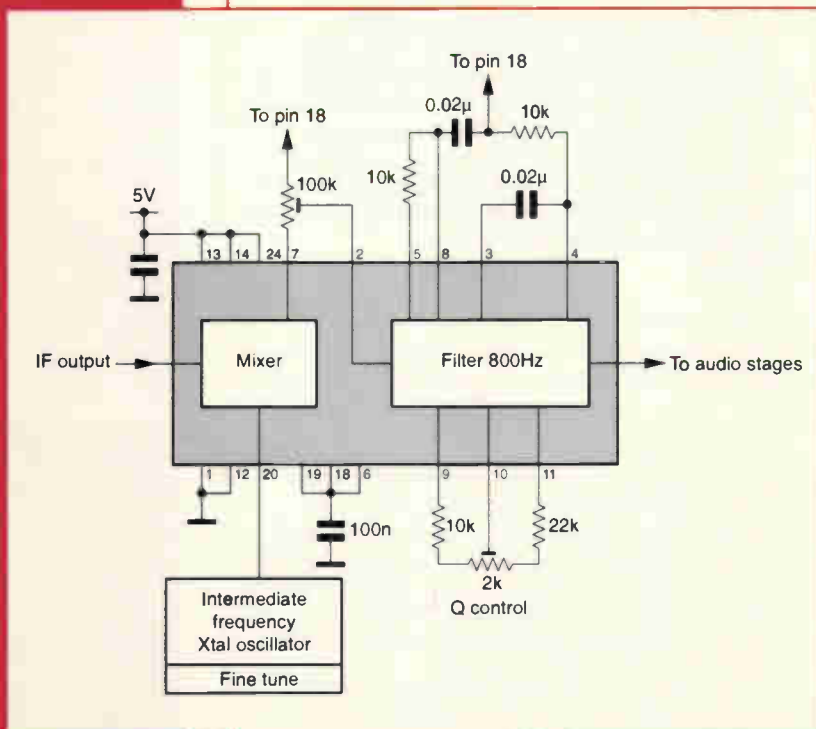 To pin 18
0.02µ
10k
To pin 18
100k
10k
0.02µ
5V
13 14 24 7 2 5 8 3 4
IF output
Mixer
Filter 800Hz
To audio stages
1 12 20 19 18 6 9 10 11
100n
10k
22k
2k
Q control
Intermediate
frequency
Xtal oscillator
Fine tune